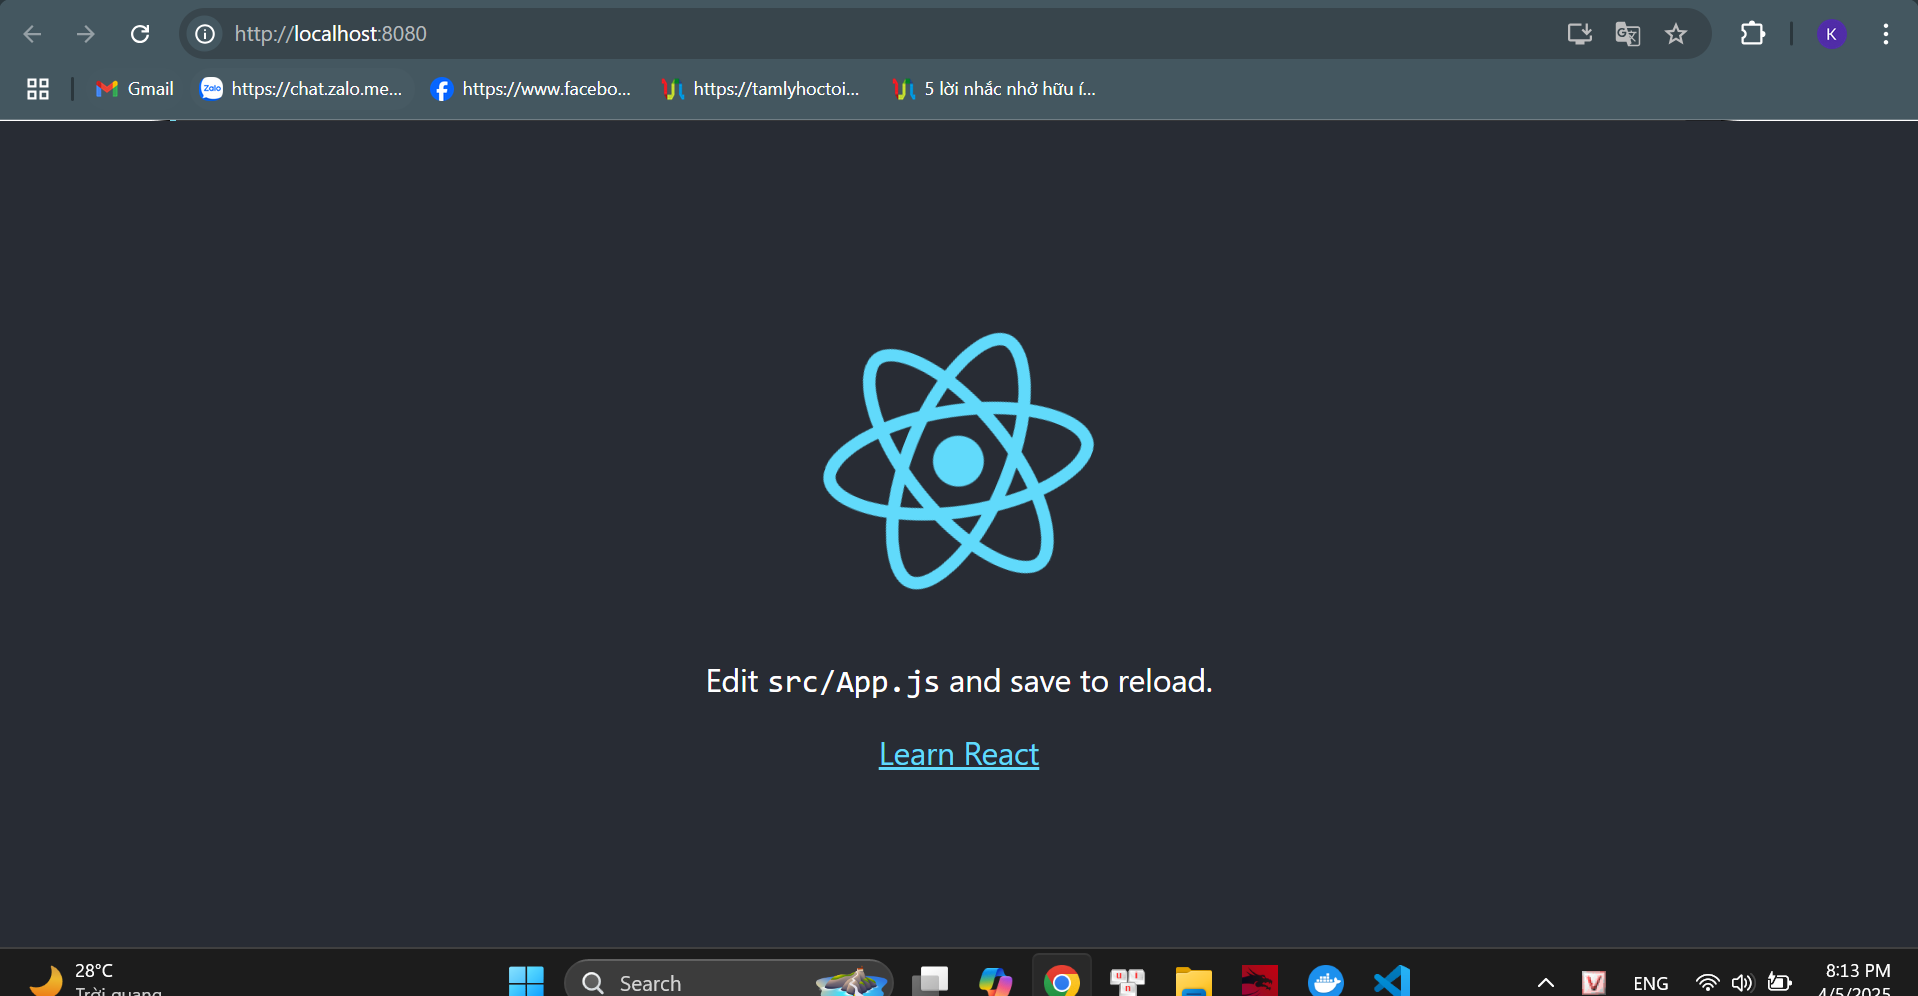 http://localhost:8080
K
Gmail
Zalo
https://chat.zalo.me...
https://www.facebo...
https://tamlyhoctoi...
5 lời nhắc nhở hữu í...
Edit src/App.js and save to reload.
Learn React
28°C
Trời quang
Search
ENG
8:13 PM
4/5/2025